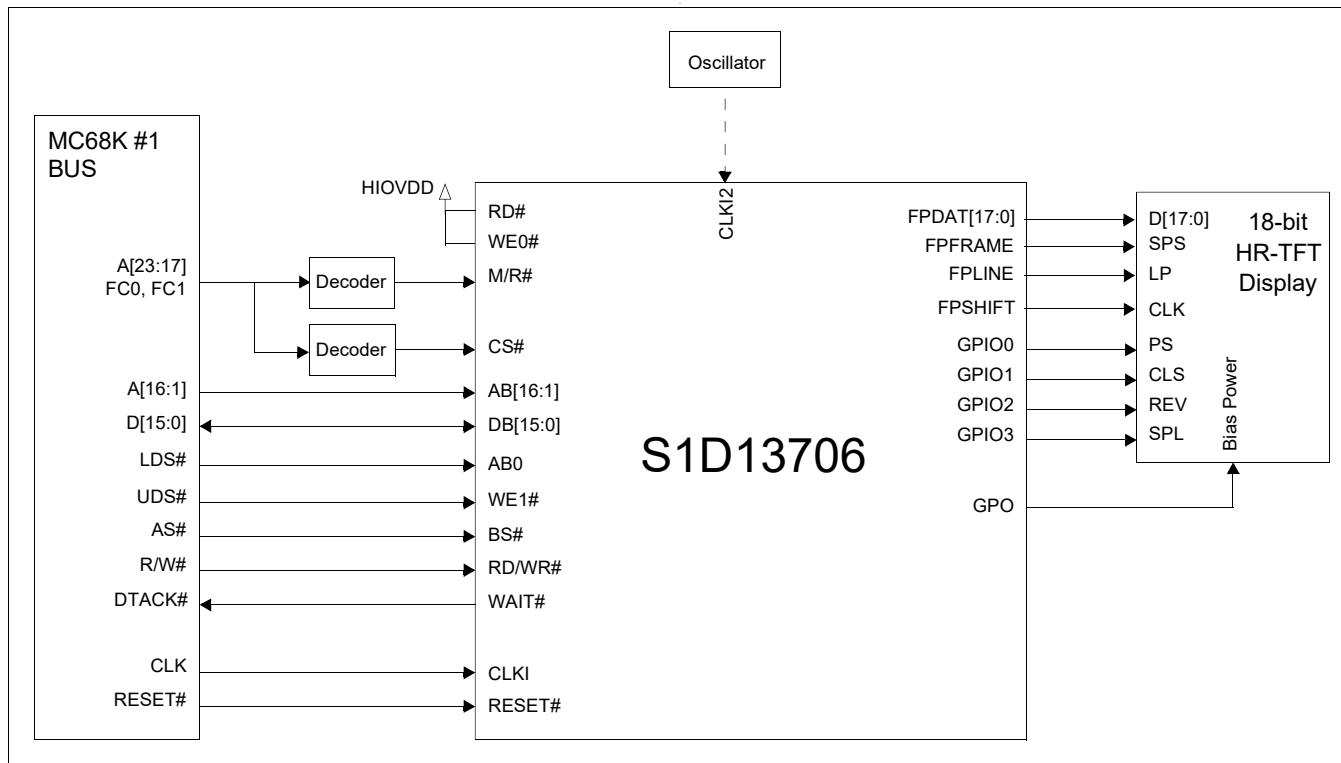 Oscillator
MC68K #1
BUS
A[23:17]
FC0, FC1
A[16:1]
D[15:0]
LDS#
UDS#
AS#
R/W#
DTACK#
CLK
RESET#
HIOVDD
Decoder
Decoder
RD#
WE0#
M/R#
CS#
AB[16:1]
DB[15:0]
AB0
WE1#
BS#
RD/WR#
WAIT#
CLKI
RESET#
CLKI2
S1D13706
FPDAT[17:0]
FPFRAME
FPLINE
FPSHIFT
GPIO0
GPIO1
GPIO2
GPIO3
GPO
D[17:0]
SPS
LP
CLK
PS
CLS
REV
SPL
18-bit
HR-TFT
Display
Bias Power